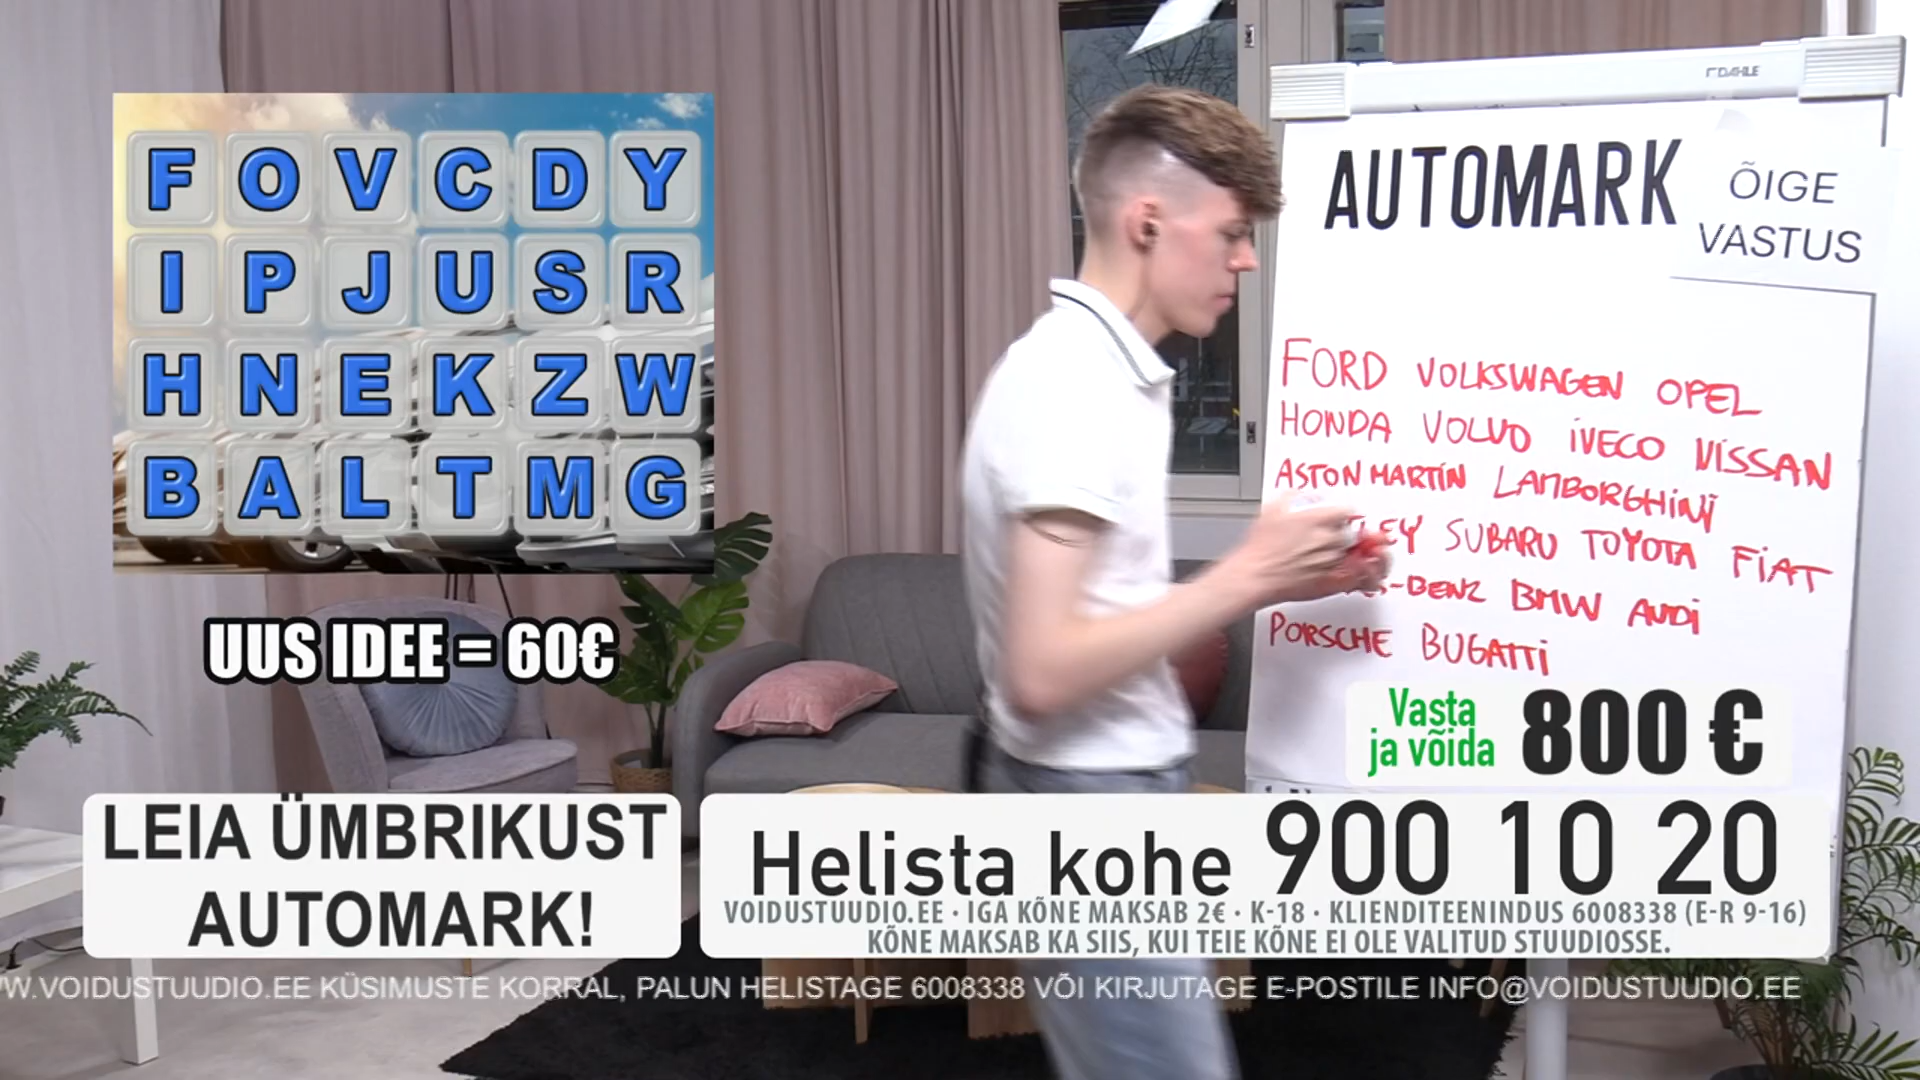 F O V C D Y
I P J U S R
H N E K Z W
B A L T M G
UUS IDEE = 60€
DAHLE
AUTOMARK
ÕIGE
VASTUS
FORD VOLKSWAGEN OPEL
HONDA VOLVO IVECO NISSAN
ASTON MARTIN LAMBORGHINI
SUBARU TOYOTA FIAT
-BENZ BMW AUDI
PORSCHE BUGATTI
Vasta
ja võida
800 €
LEIA ÜMBRIKUST
AUTOMARK!
Helista kohe 900 10 20
VOIDUSTUUDIO.EE · IGA KÕNE MAKSAB 2€ · K-18 · KLIENDITEENINDUS 6008338 (E-R 9-16)
KÕNE MAKSAB KA SIIS, KUI TEIE KÕNE EI OLE VALITUD STUUDIOSSE.
W.VOIDUSTUUDIO.EE KÜSIMUSTE KORRAL, PALUN HELISTAGE 6008338 VÕI KIRJUTAGE E-POSTILE INFO@VOIDUSTUUDIO.EE